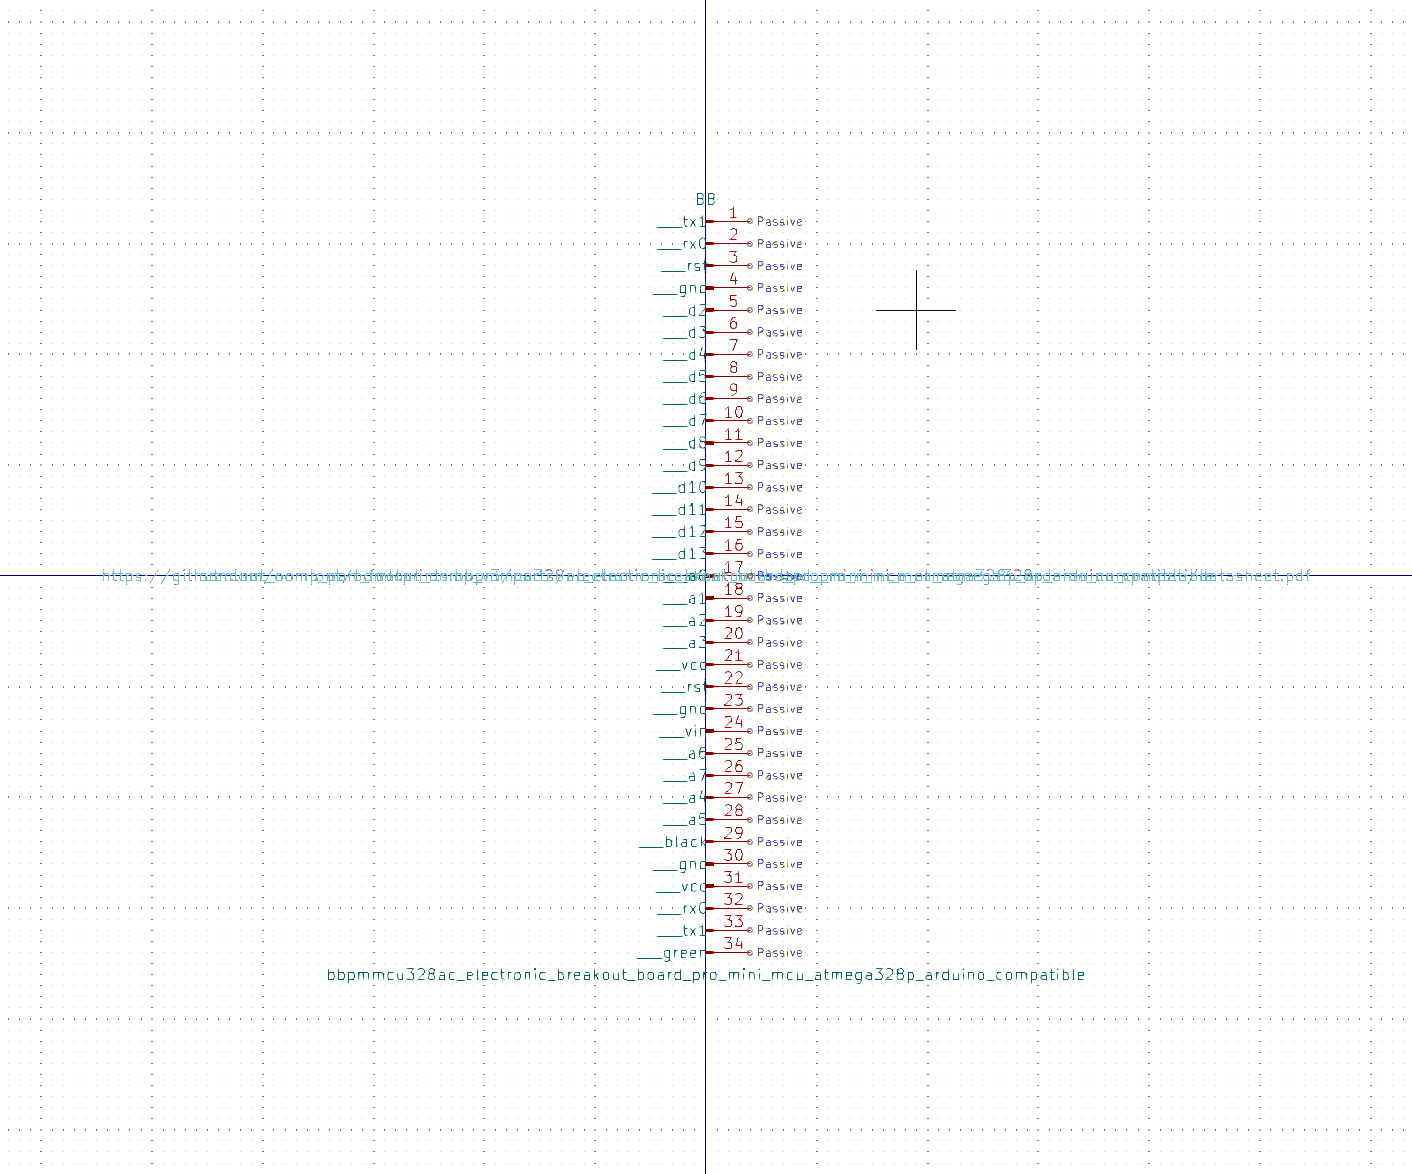 BB
___tx1 1 Passive
___rx0 2 Passive
___rst 3 Passive
___gnd 4 Passive
___d2 5 Passive
___d3 6 Passive
___d4 7 Passive
___d5 8 Passive
___d6 9 Passive
___d7 10 Passive
___d8 11 Passive
___d9 12 Passive
___d10 13 Passive
___d11 14 Passive
___d12 15 Passive
___d13 16 Passive
17
___a1 18 Passive
___a2 19 Passive
___a3 20 Passive
___vcc 21 Passive
___rst 22 Passive
___gnd 23 Passive
___vin 24 Passive
___a6 25 Passive
___a7 26 Passive
___a4 27 Passive
___a5 28 Passive
___black 29 Passive
___gnd 30 Passive
___vcc 31 Passive
___rx0 32 Passive
___tx1 33 Passive
___green 34 Passive
bbpmmcu328ac_electronic_breakout_board_pro_mini_mcu_atmega328p_arduino_compatible